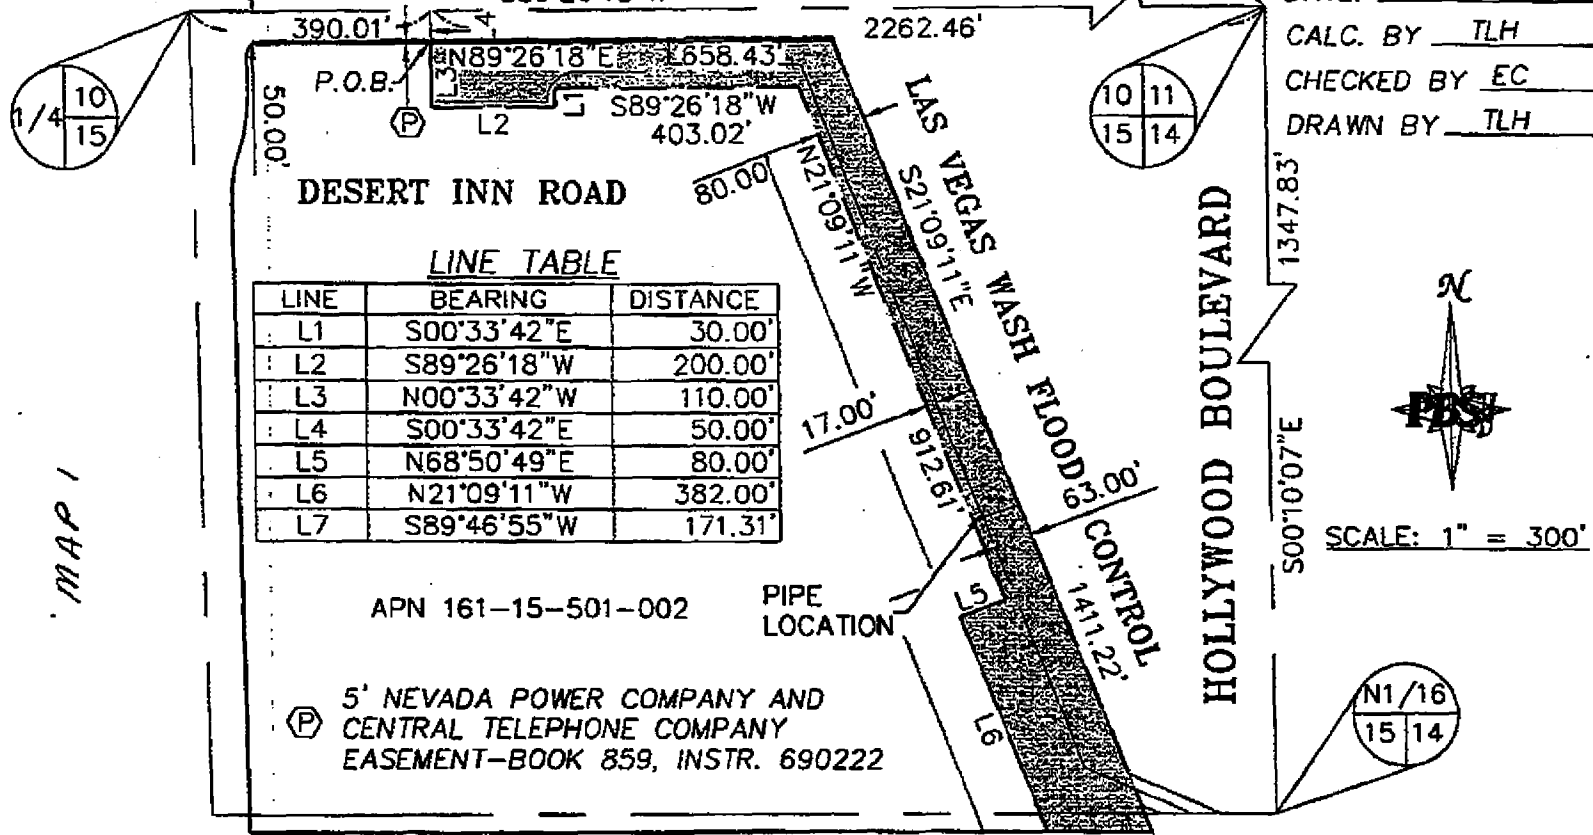 390.01'
L4
2262.46'
CALC. BY TLH
CHECKED BY EC
DRAWN BY TLH
N89°26'18"E 658.43'
P.O.B.
L3
P
L2
L1
S89°26'18"W
403.02'
50.00'
1/4 10
15
10 11
15 14
LAS VEGAS WASH FLOOD CONTROL
S21°09'11"E
1411.22'
DESERT INN ROAD
80.00'
N21°09'11"W
912.61'
17.00'
63.00'
HOLLYWOOD BOULEVARD
1347.83'
S00°10'07"E
LINE TABLE
LINE BEARING DISTANCE
L1 S00°33'42"E 30.00'
L2 S89°26'18"W 200.00'
L3 N00°33'42"W 110.00'
L4 S00°33'42"E 50.00'
L5 N68°50'49"E 80.00'
L6 N21°09'11"W 382.00'
L7 S89°46'55"W 171.31'
N
PBSJ
SCALE: 1" = 300'
MAP 1
APN 161-15-501-002
PIPE
LOCATION
L5
L6
P
5' NEVADA POWER COMPANY AND
CENTRAL TELEPHONE COMPANY
EASEMENT-BOOK 859, INSTR. 690222
N1/16
15 14